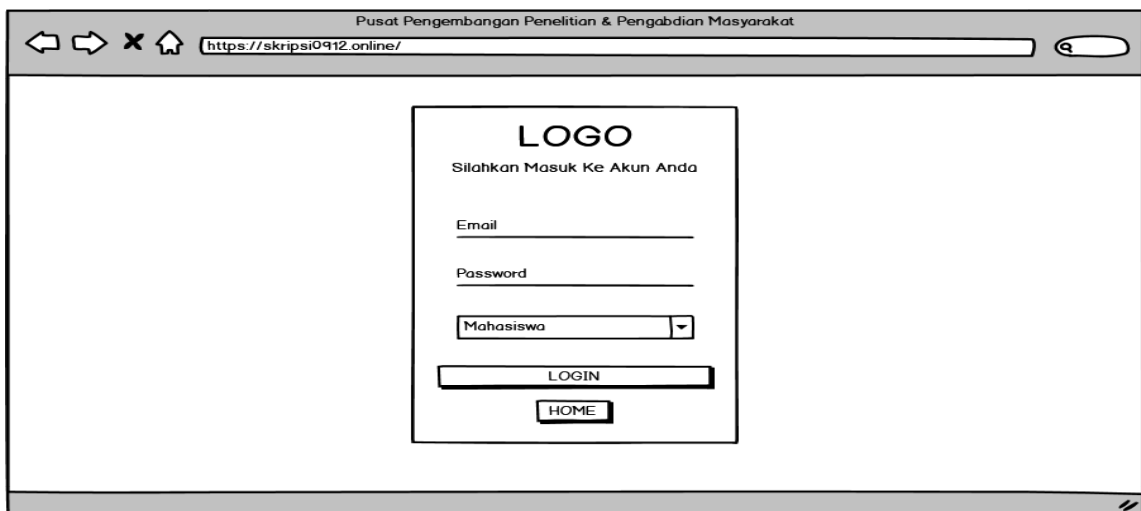 Pusat Pengembangan Penelitian & Pengabdian Masyarakat
https://skripsi0912.online/
LOGO
Silahkan Masuk Ke Akun Anda
Email
Password
Mahasiswa
LOGIN
HOME